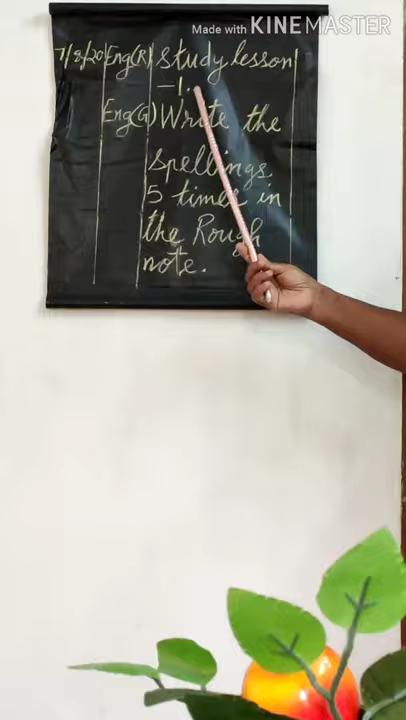 Made with KINEMASTER
7/8/20 Eng(R) Study lesson
-1.
Eng(G) Write the
spellings
5 times in
the Rough
note.